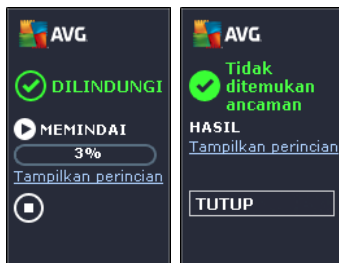 AVG
DILINDUNGI
MEMINDAI
3%
Tampilkan perincian
AVG
Tidak
ditemukan
ancaman
HASIL
Tampilkan perincian
TUTUP